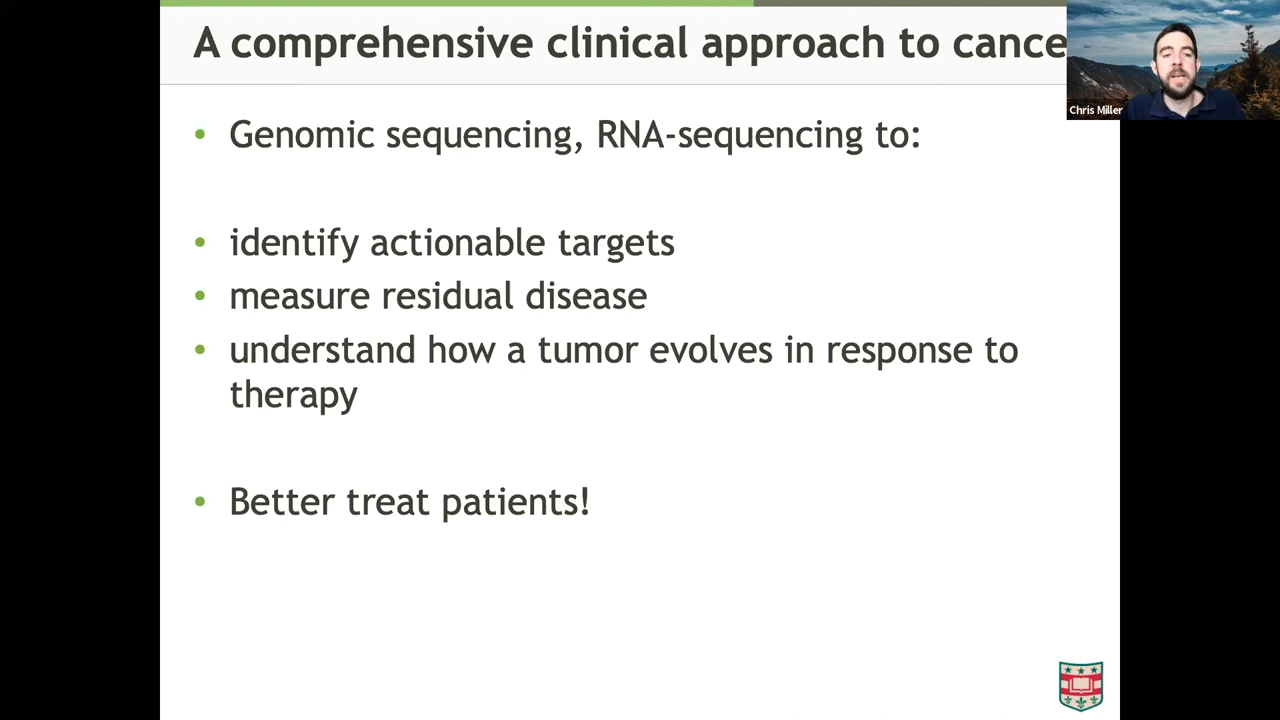 A comprehensive clinical approach to cance
Chris Miller
• Genomic sequencing, RNA-sequencing to:
• identify actionable targets
• measure residual disease
• understand how a tumor evolves in response to
therapy
• Better treat patients!